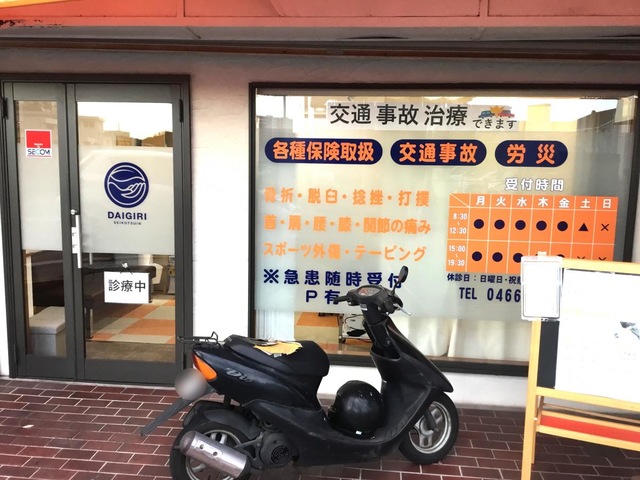 SECOM
DAIGIRI
SEIKOTSUIN
診療中
交通事故治療できます
各種保険取扱 交通事故 労災
骨折・脱臼・捻挫・打撲
首・肩・腰・膝・関節の痛み
スポーツ外傷・テーピング
※急患随時受付
P有
受付時間
月 火 水 木 金 土 日
8:30~12:30 ● ● ● ● ● ▲ ×
15:00~19:30 ● ● ● ●
休診日:日曜日・祝
TEL 0466
Dio